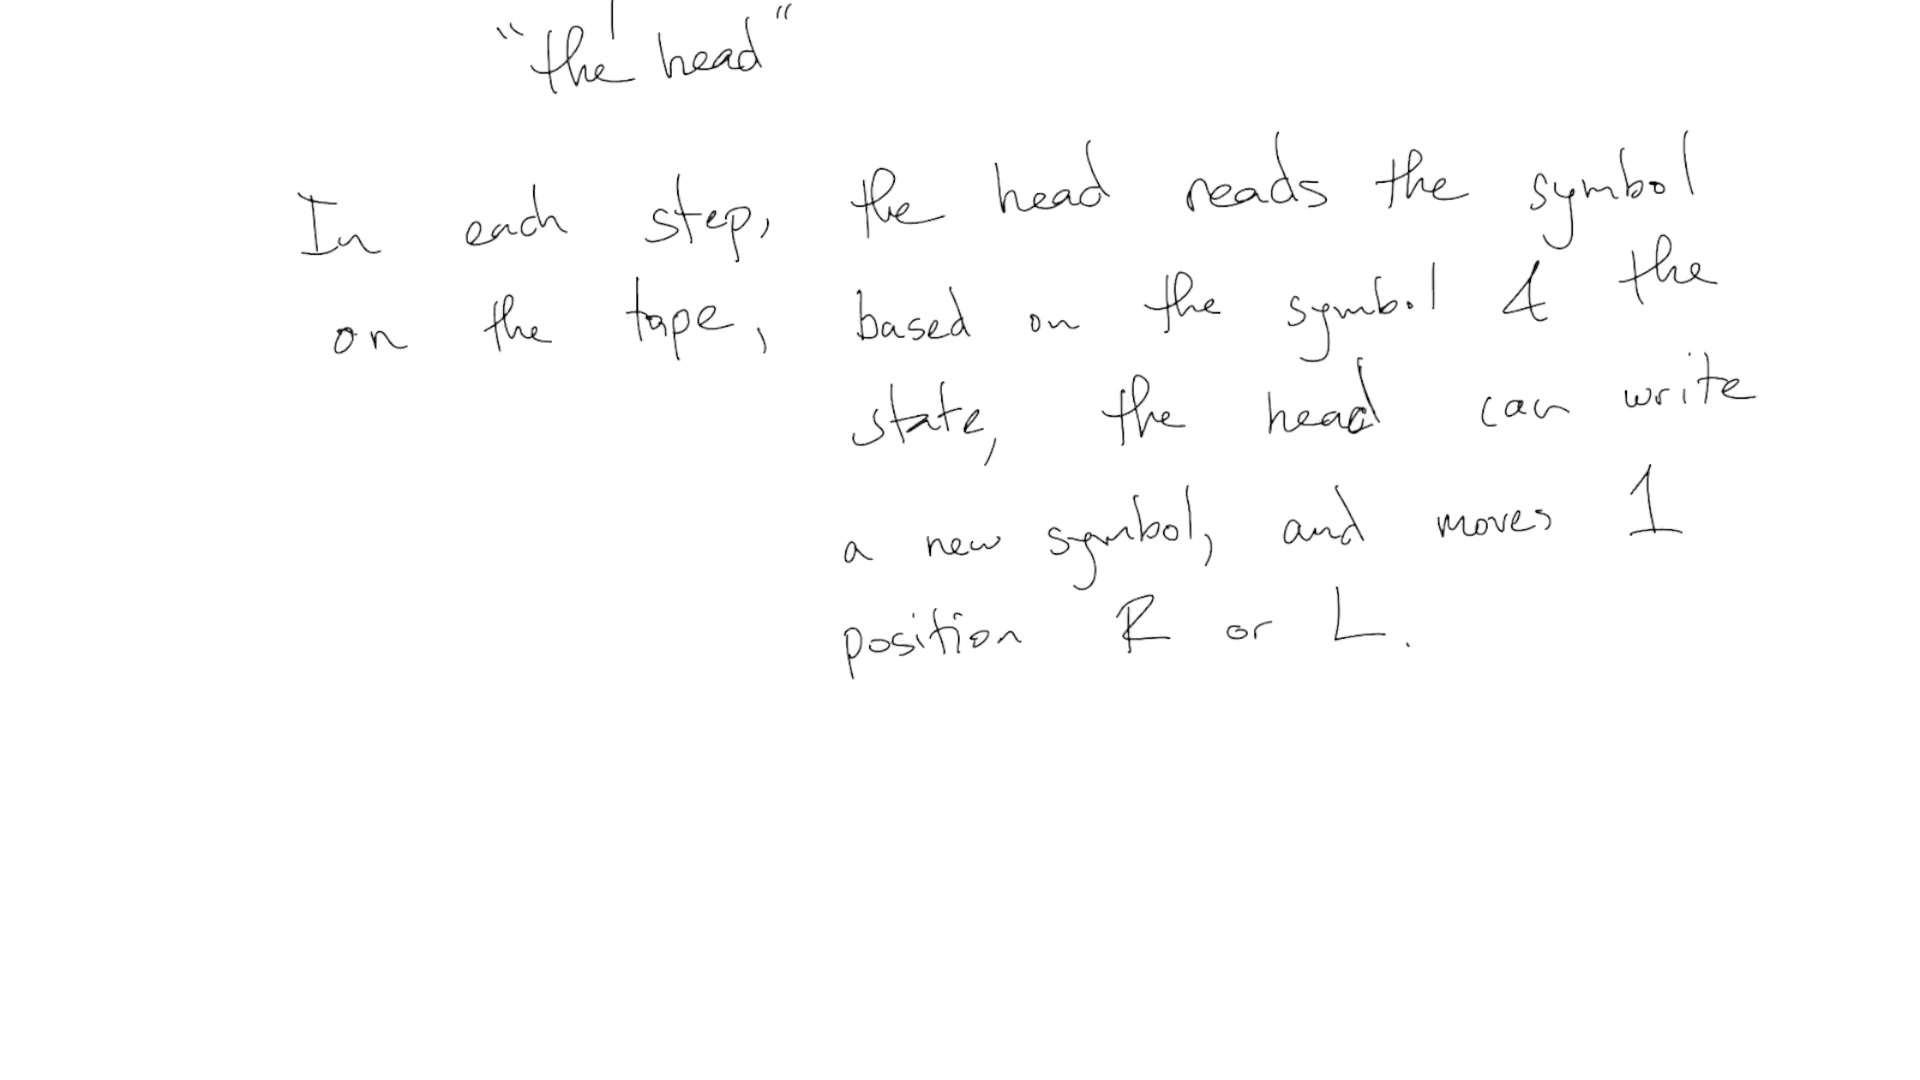 "the head"
In each step, the head reads the symbol
on the tape, based on the symbol & the
state, the head can write
a new symbol, and moves 1
position R or L.